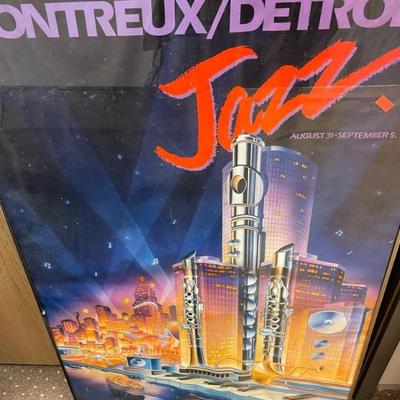 ONTREUX/DETRO
Jazz.
AUGUST 31-SEPTEMBER 5,